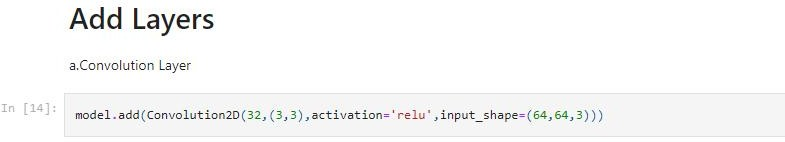 Add Layers
a.Convolution Layer
In [14]: model.add(Convolution2D(32,(3,3),activation='relu',input_shape=(64,64,3)))